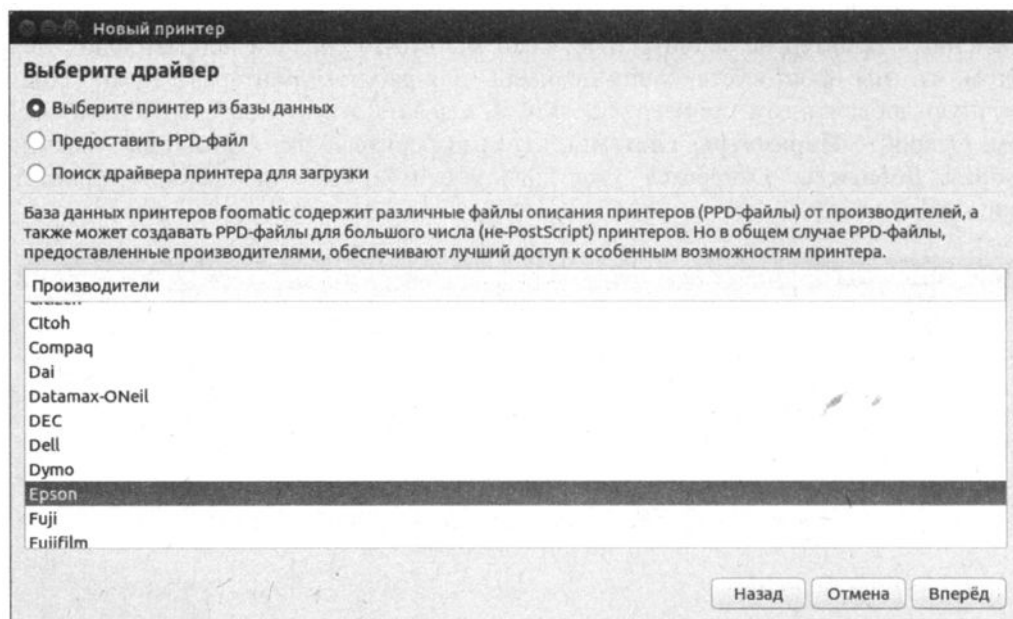 Новый принтер
Выберите драйвер
Выберите принтер из базы данных
Предоставить PPD-файл
Поиск драйвера принтера для загрузки
База данных принтеров foomatic содержит различные файлы описания принтеров (PPD-файлы) от производителей, а
также может создавать PPD-файлы для большого числа (не-PostScript) принтеров. Но в общем случае PPD-файлы,
предоставленные производителями, обеспечивают лучший доступ к особенным возможностям принтера.
Производители
Citizen
CItoh
Compaq
Dai
Datamax-ONeil
DEC
Dell
Dymo
Epson
Fuji
Fujifilm
Назад Отмена Вперёд